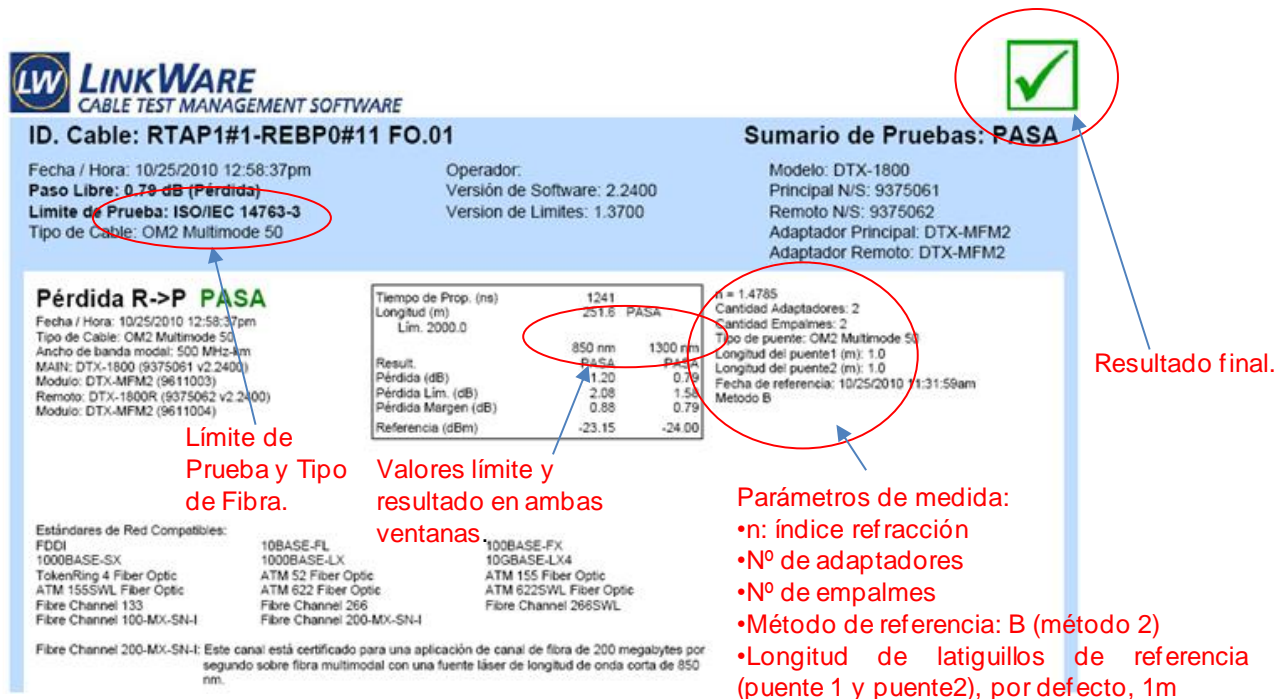 LW LINKWARE
CABLE TEST MANAGEMENT SOFTWARE
ID. Cable: RTAP1#1-REBP0#11 FO.01
Sumario de Pruebas: PASA
Fecha / Hora: 10/25/2010 12:58:37pm
Paso Libre: 0.79 dB (Pérdida)
Limite de Prueba: ISO/IEC 14763-3
Tipo de Cable: OM2 Multimode 50
Operador:
Versión de Software: 2.2400
Version de Limites: 1.3700
Modelo: DTX-1800
Principal N/S: 9375061
Remoto N/S: 9375062
Adaptador Principal: DTX-MFM2
Adaptador Remoto: DTX-MFM2
Pérdida R->P PASA
Fecha / Hora: 10/25/2010 12:58:37pm
Tipo de Cable: OM2 Multimode 50
Ancho de banda modal: 500 MHz-km
MAIN: DTX-1800 (9375061 v2.2400)
Modulo: DTX-MFM2 (9611003)
Remoto: DTX-1800R (9375062 v2.2400)
Modulo: DTX-MFM2 (9611004)
Tiempo de Prop. (ns) 1241
Longitud (m) 251.6 PASA
Lím. 2000.0
850 nm 1300 nm
Result. PASA PASA
Pérdida (dB) 1.20 0.79
Pérdida Lím. (dB) 2.08 1.58
Pérdida Margen (dB) 0.88 0.79
Referencia (dBm) -23.15 -24.00
n = 1.4785
Cantidad Adaptadores: 2
Cantidad Empalmes: 2
Tipo de puente: OM2 Multimode 50
Longitud del puente1 (m): 1.0
Longitud del puente2 (m): 1.0
Fecha de referencia: 10/25/2010 11:31:59am
Metodo B
Resultado final.
Límite de
Prueba y Tipo
de Fibra.
Valores límite y
resultado en ambas
ventanas.
Parámetros de medida:
•n: índice refracción
•Nº de adaptadores
•Nº de empalmes
•Método de referencia: B (método 2)
•Longitud de latiguillos de referencia
(puente 1 y puente2), por defecto, 1m
Estándares de Red Compatibles:
FDDI 10BASE-FL 100BASE-FX
1000BASE-SX 1000BASE-LX 10GBASE-LX4
TokenRing 4 Fiber Optic ATM 52 Fiber Optic ATM 155 Fiber Optic
ATM 155SWL Fiber Optic ATM 622 Fiber Optic ATM 622SWL Fiber Optic
Fibre Channel 133 Fibre Channel 266 Fibre Channel 266SWL
Fibre Channel 100-MX-SN-I Fibre Channel 200-MX-SN-I
Fibre Channel 200-MX-SN-I: Este canal está certificado para una aplicación de canal de fibra de 200 megabytes por
segundo sobre fibra multimodal con una fuente láser de longitud de onda corta de 850
nm.